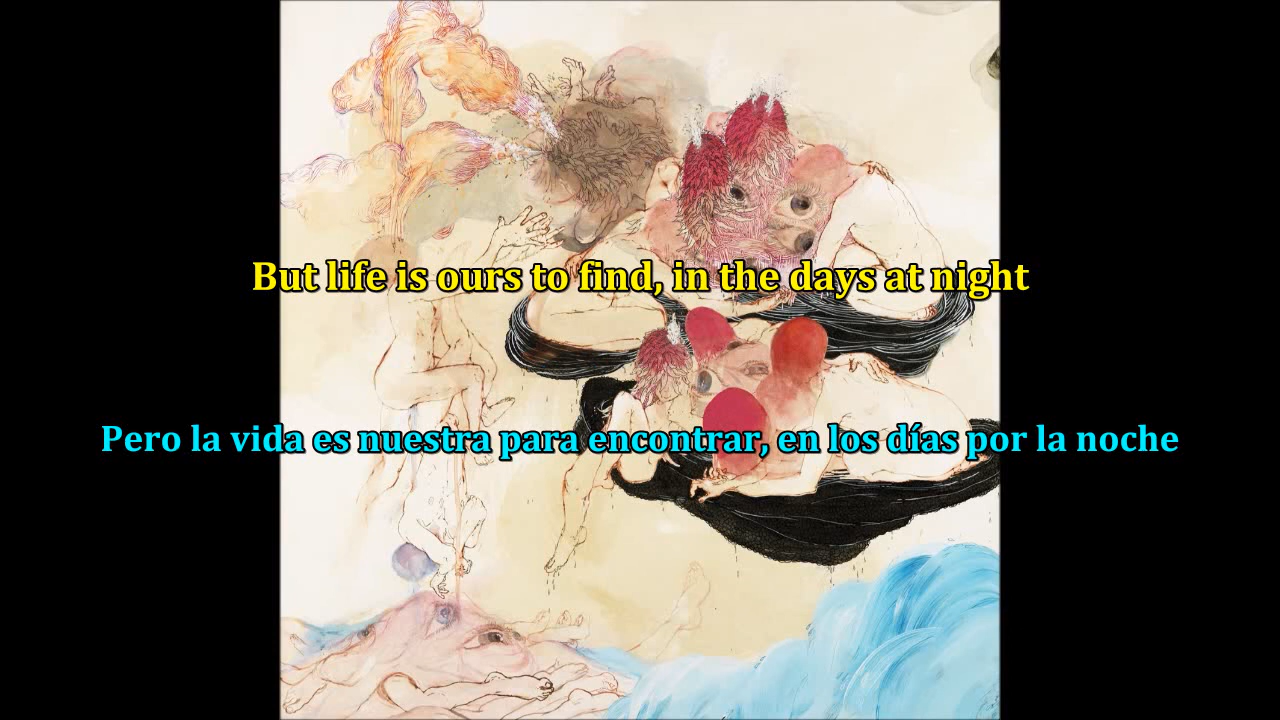 But life is ours to find, in the days at night
Pero la vida es nuestra para encontrar, en los días por la noche